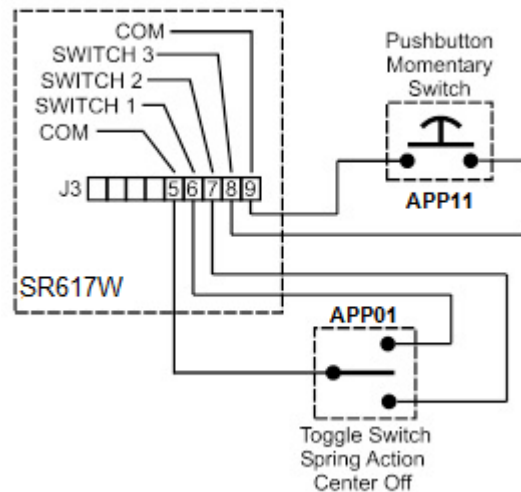 COM
SWITCH 3
SWITCH 2
SWITCH 1
COM
J3 5 6 7 8 9
SR617W
Pushbutton
Momentary
Switch
APP11
APP01
Toggle Switch
Spring Action
Center Off